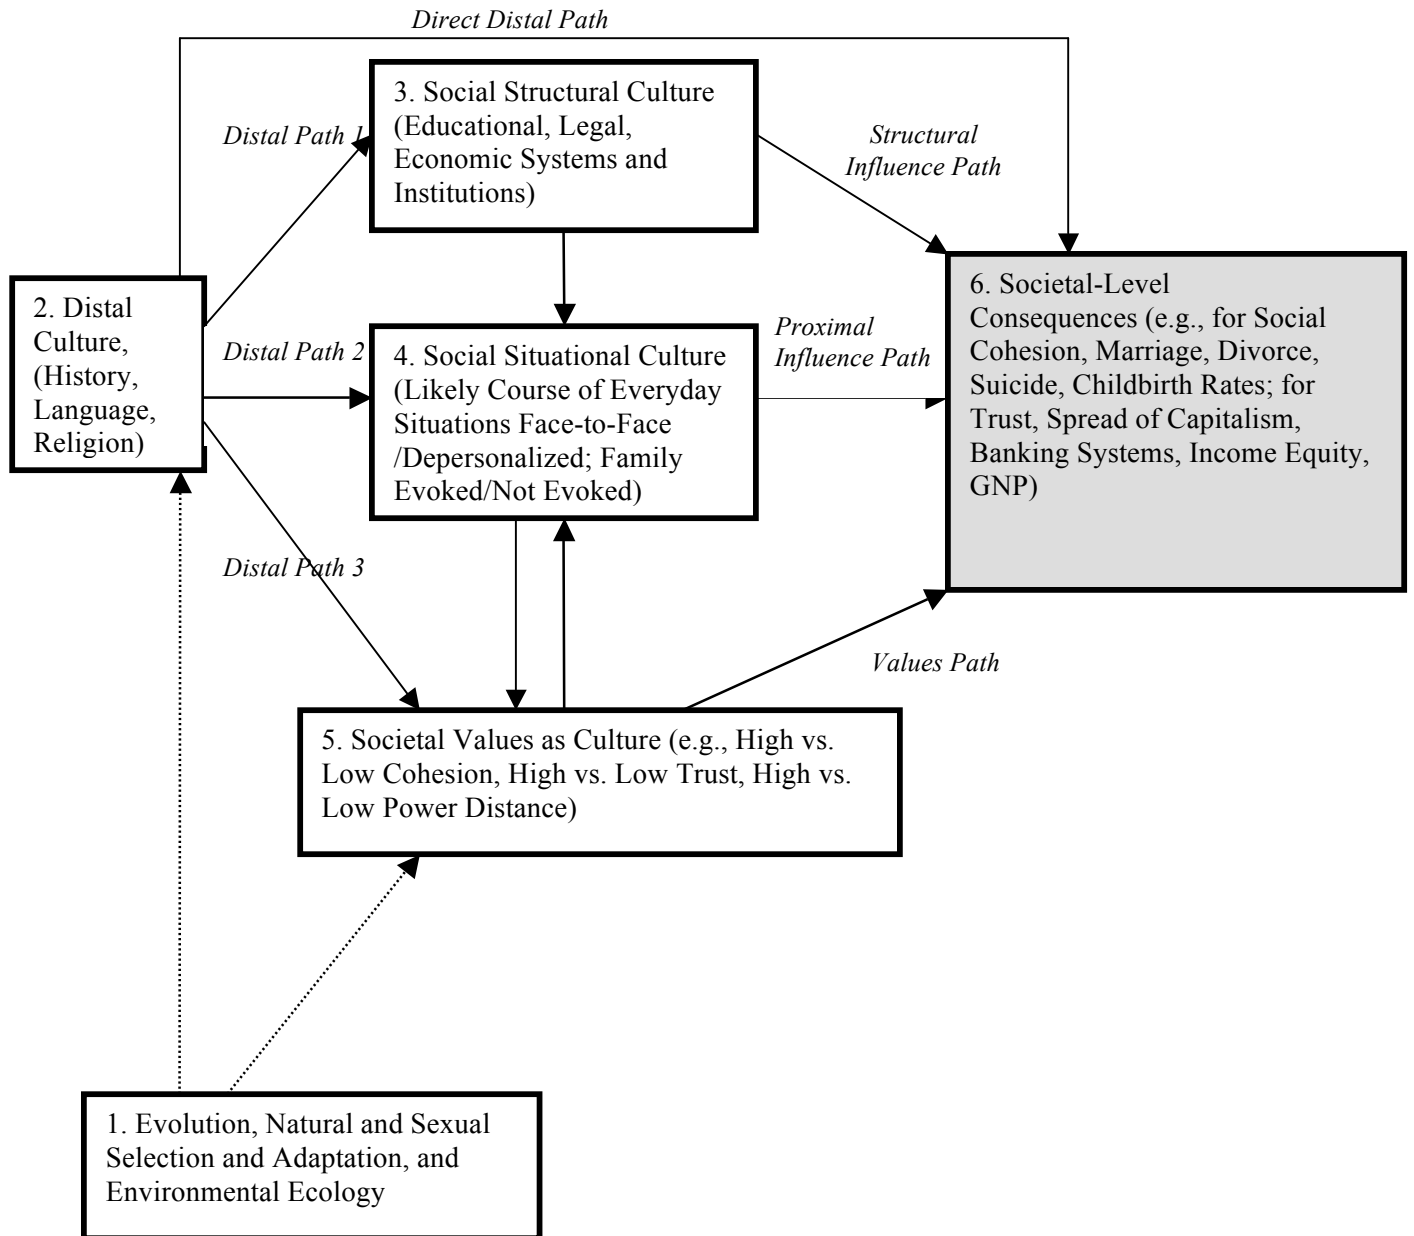 Direct Distal Path
3. Social Structural Culture
(Educational, Legal,
Economic Systems and
Institutions)
Distal Path 1
Structural
Influence Path
2. Distal
Culture,
(History,
Language,
Religion)
Distal Path 2
4. Social Situational Culture
(Likely Course of Everyday
Situations Face-to-Face
/Depersonalized; Family
Evoked/Not Evoked)
Proximal
Influence Path
6. Societal-Level
Consequences (e.g., for Social
Cohesion, Marriage, Divorce,
Suicide, Childbirth Rates; for
Trust, Spread of Capitalism,
Banking Systems, Income Equity,
GNP)
Distal Path 3
Values Path
5. Societal Values as Culture (e.g., High vs.
Low Cohesion, High vs. Low Trust, High vs.
Low Power Distance)
1. Evolution, Natural and Sexual
Selection and Adaptation, and
Environmental Ecology